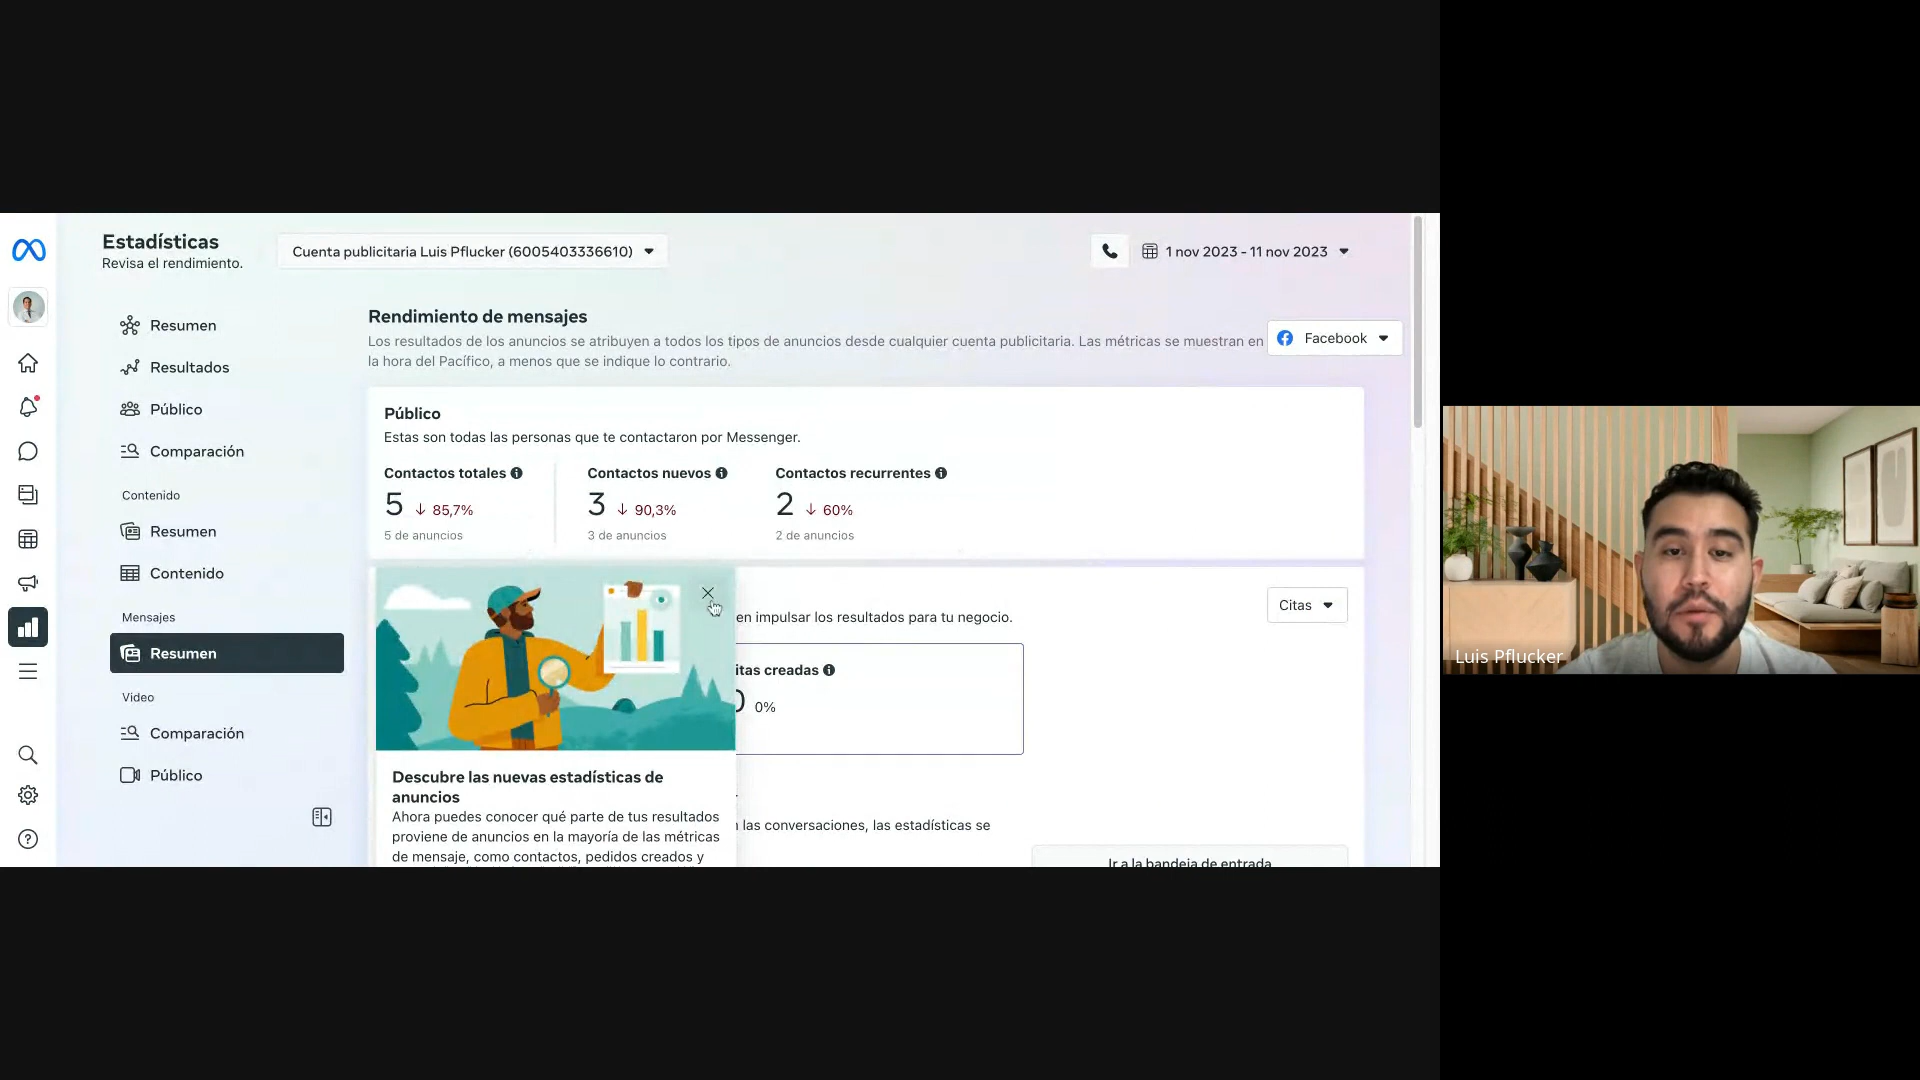 Estadísticas
Revisa el rendimiento.
Cuenta publicitaria Luis Pflucker (6005403336610)
1 nov 2023 - 11 nov 2023
Resumen
Resultados
Público
Comparación
Contenido
Resumen
Contenido
Mensajes
Resumen
Video
Comparación
Público
Rendimiento de mensajes
Los resultados de los anuncios se atribuyen a todos los tipos de anuncios desde cualquier cuenta publicitaria. Las métricas se muestran en
la hora del Pacífico, a menos que se indique lo contrario.
Facebook
Público
Estas son todas las personas que te contactaron por Messenger.
Contactos totales
5 ↓ 85,7%
5 de anuncios
Contactos nuevos
3 ↓ 90,3%
3 de anuncios
Contactos recurrentes
2 ↓ 60%
2 de anuncios
en impulsar los resultados para tu negocio.
Citas
itas creadas
0%
Descubre las nuevas estadísticas de
anuncios
Ahora puedes conocer qué parte de tus resultados
proviene de anuncios en la mayoría de las métricas
de mensaje, como contactos, pedidos creados y
las conversaciones, las estadísticas se
Ir a la bandeja de entrada
Luis Pflucker